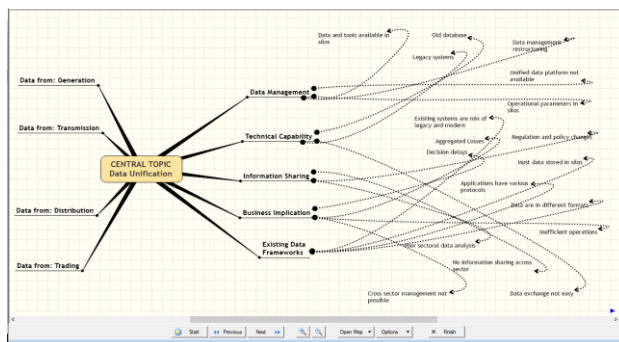 Data and tools available in
silos
Old database
Data management
restructuring
Legacy systems
Data from: Generation
Data Management
Unified data platform not
available
Operational parameters in
silos
Existing systems are mix of
legacy and modern
Data from: Transmission
Technical Capability
Aggregated Losses
Regulation and policy changes
Decision delays
Host data stored in silos
CENTRAL TOPIC
Data Unification
Information Sharing
Applications have various
protocols
Data are in different formats
Data from: Distribution
Business Implication
Inefficient operations
Existing Data
Frameworks
Poor sectoral data analysis
Data from: Trading
No information sharing across
sector
Cross sector management not
possible
Data exchange not easy
Start
Previous
Next
Open Map
Options
Finish